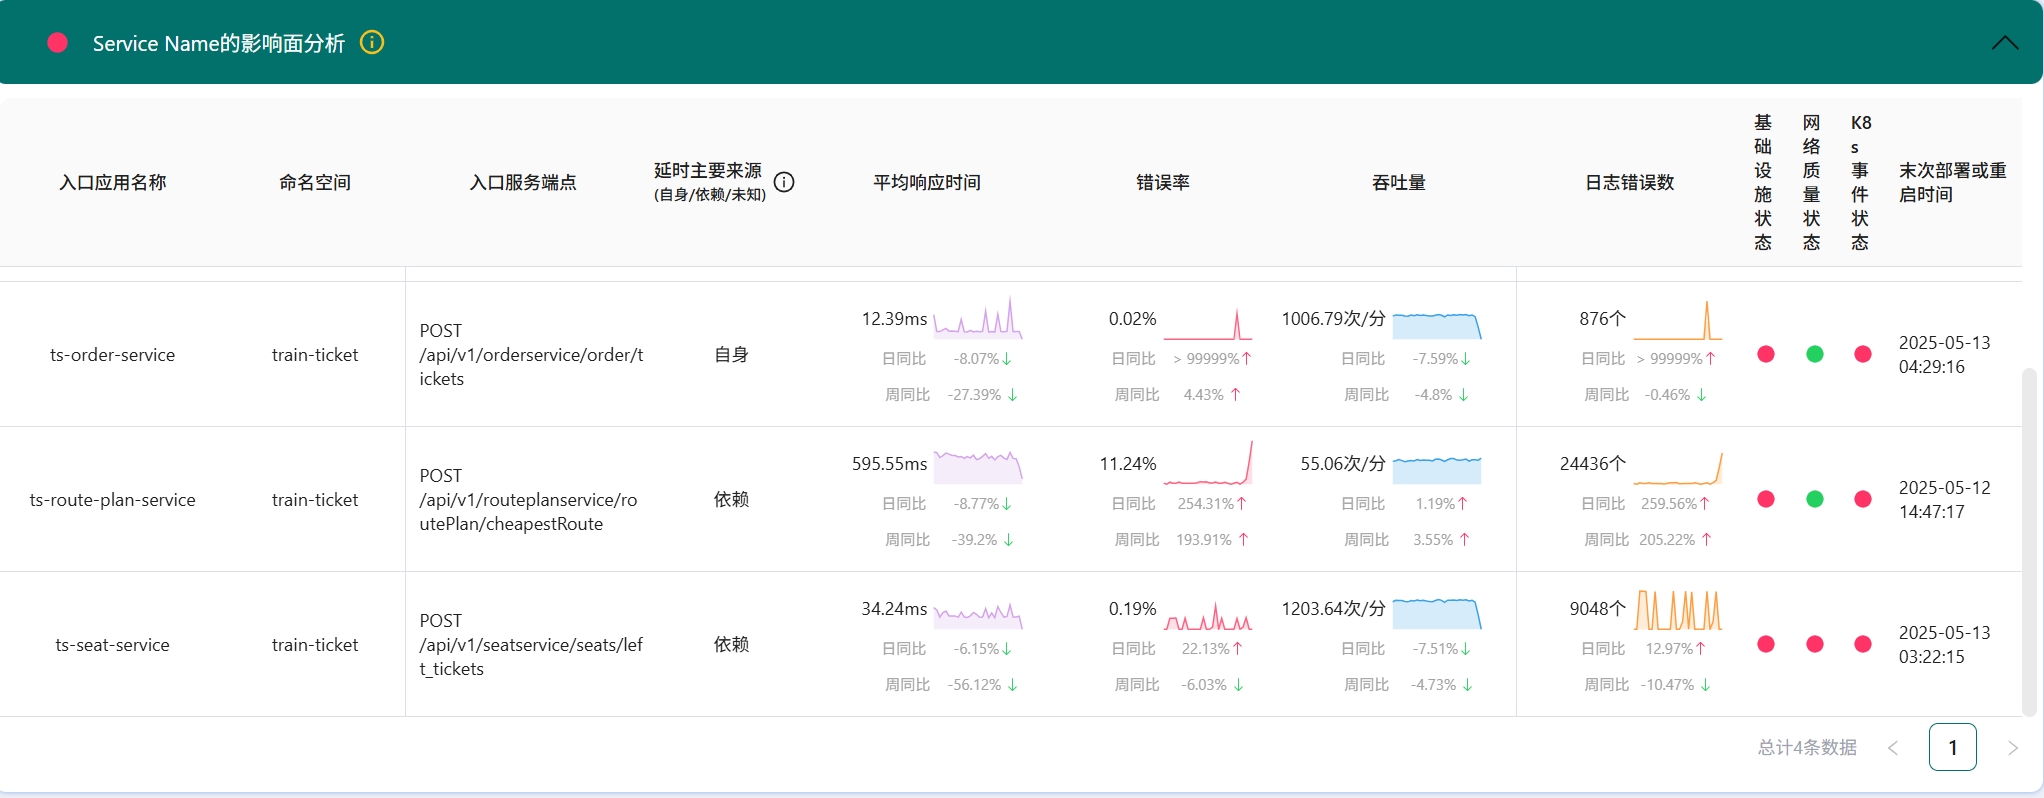 Service Name的影响面分析
入口应用名称
命名空间
入口服务端点
延时主要来源
(自身/依赖/未知)
平均响应时间
错误率
吞吐量
日志错误数
基础设施状态
网络质量状态
K8s事件状态
末次部署或重
启时间
ts-order-service
train-ticket
POST
/api/v1/orderservice/order/t
ickets
自身
12.39ms
日同比 -8.07%↓
周同比 -27.39% ↓
0.02%
日同比 > 99999%↑
周同比 4.43% ↑
1006.79次/分
日同比 -7.59%↓
周同比 -4.8% ↓
876个
日同比 > 99999%↑
周同比 -0.46% ↓
2025-05-13
04:29:16
ts-route-plan-service
train-ticket
POST
/api/v1/routeplanservice/ro
utePlan/cheapestRoute
依赖
595.55ms
日同比 -8.77%↓
周同比 -39.2% ↓
11.24%
日同比 254.31%↑
周同比 193.91% ↑
55.06次/分
日同比 1.19%↑
周同比 3.55% ↑
24436个
日同比 259.56%↑
周同比 205.22% ↑
2025-05-12
14:47:17
ts-seat-service
train-ticket
POST
/api/v1/seatservice/seats/lef
t_tickets
依赖
34.24ms
日同比 -6.15%↓
周同比 -56.12% ↓
0.19%
日同比 22.13%↑
周同比 -6.03% ↓
1203.64次/分
日同比 -7.51%↓
周同比 -4.73% ↓
9048个
日同比 12.97%↑
周同比 -10.47% ↓
2025-05-13
03:22:15
总计4条数据 < 1 >